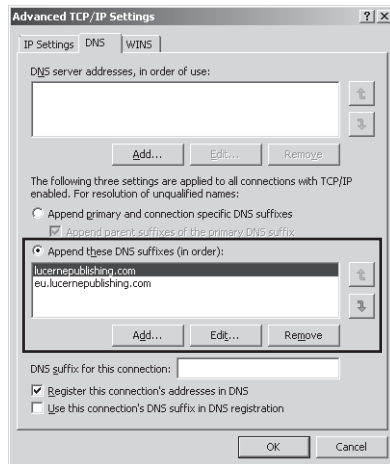 Advanced TCP/IP Settings
IP Settings DNS WINS
DNS server addresses, in order of use:
Add... Edit... Remove
The following three settings are applied to all connections with TCP/IP
enabled. For resolution of unqualified names:
Append primary and connection specific DNS suffixes
Append parent suffixes of the primary DNS suffix
Append these DNS suffixes (in order):
lucernepublishing.com
eu.lucernepublishing.com
Add... Edit... Remove
DNS suffix for this connection:
Register this connection's addresses in DNS
Use this connection's DNS suffix in DNS registration
OK Cancel